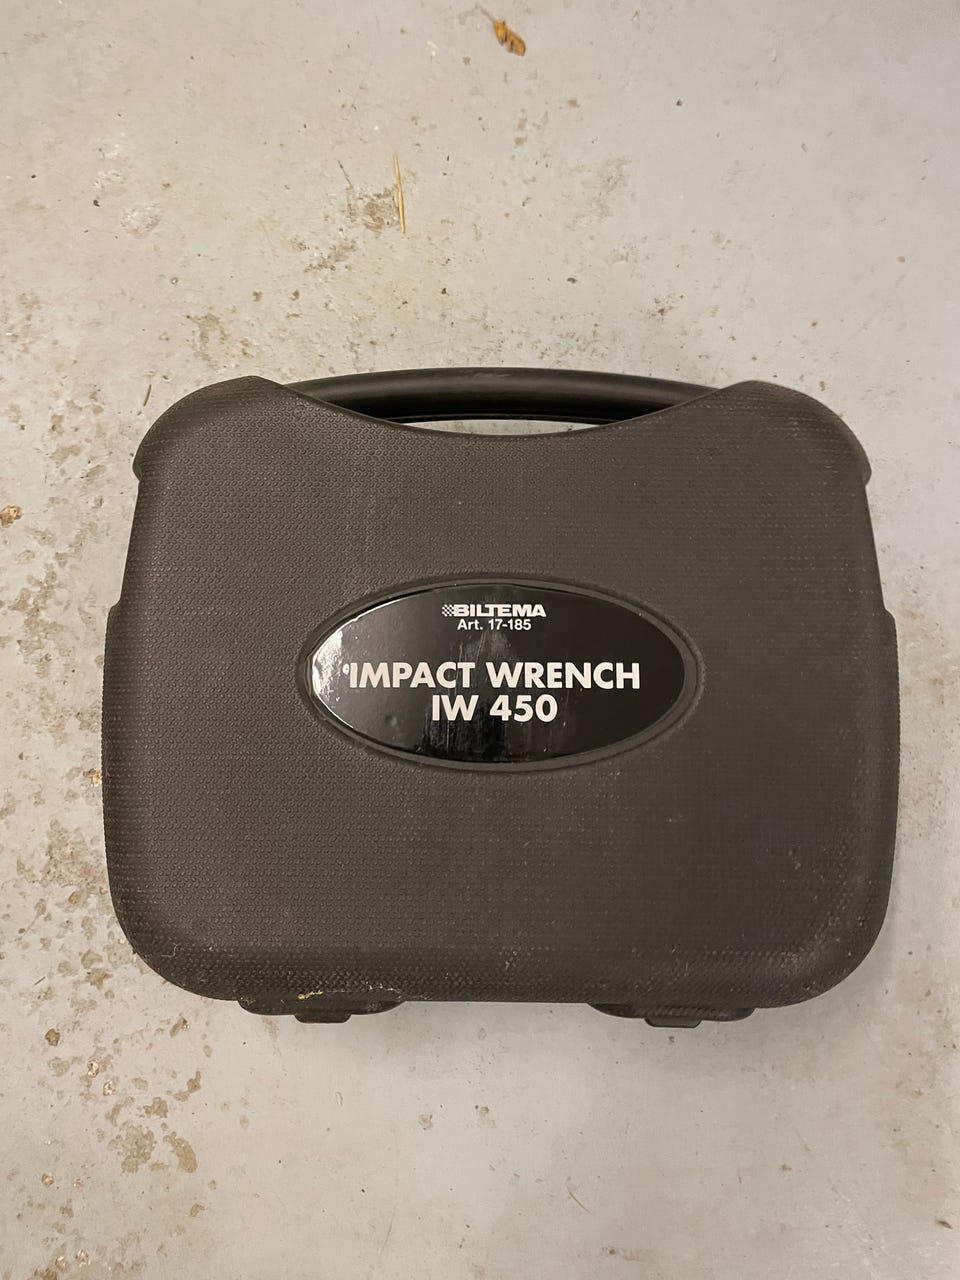 BILTEMA
Art. 17-185
IMPACT WRENCH
IW 450